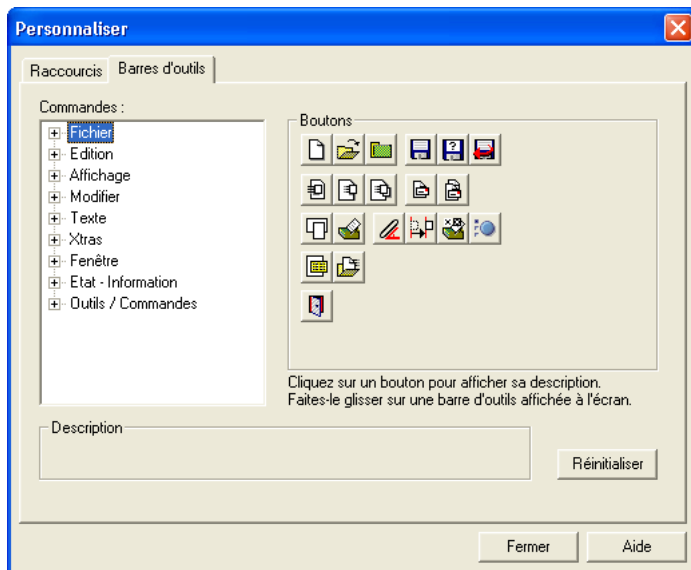 Personnaliser
Raccourcis
Barres d'outils
Commandes :
Fichier
Edition
Affichage
Modifier
Texte
Xtras
Fenêtre
Etat - Information
Outils / Commandes
Boutons
Cliquez sur un bouton pour afficher sa description.
Faites-le glisser sur une barre d'outils affichée à l'écran.
Description
Réinitialiser
Fermer
Aide